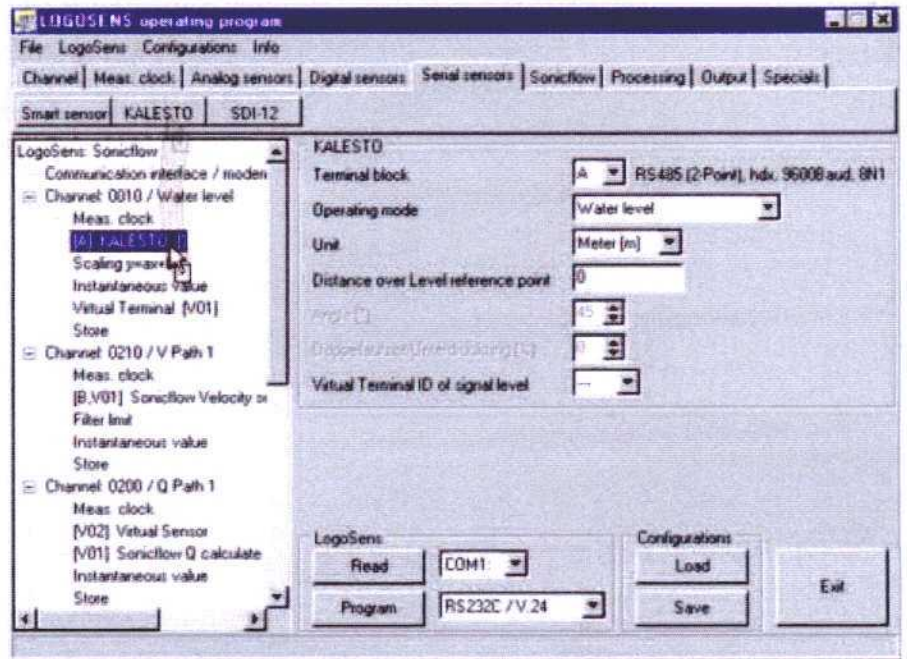 LOGOSENS operating program
File LogoSens Configurations Info
Channel Meas. clock Analog sensors Digital sensors Serial sensors Sonicflow Processing Output Specials
Smart sensor KALESTO SDI-12
LogoSens: Sonicflow
Communication interface / moden
Channel: 0010 / Water level
Meas. clock
[A] KALESTO
Scaling
Instantaneous value
Virtual Terminal [V01]
Store
Channel: 0210 / V Path 1
Meas. clock
[B,V01] Sonicflow Velocity se
Filter limit
Instantaneous value
Store
Channel: 0200 / Q Path 1
Meas. clock
[V02] Virtual Sensor
[V01] Sonicflow Q calculate
Instantaneous value
Store
KALESTO
Terminal block A RS485 (2-Point), hdx, 9600Baud, 8N1
Operating mode Water level
Unit Meter [m]
Distance over Level reference point 0
45
0
Virtual Terminal ID of signal level ---
LogoSens
Read COM1:
Program RS232C / V.24
Configurations
Load
Save
Exit